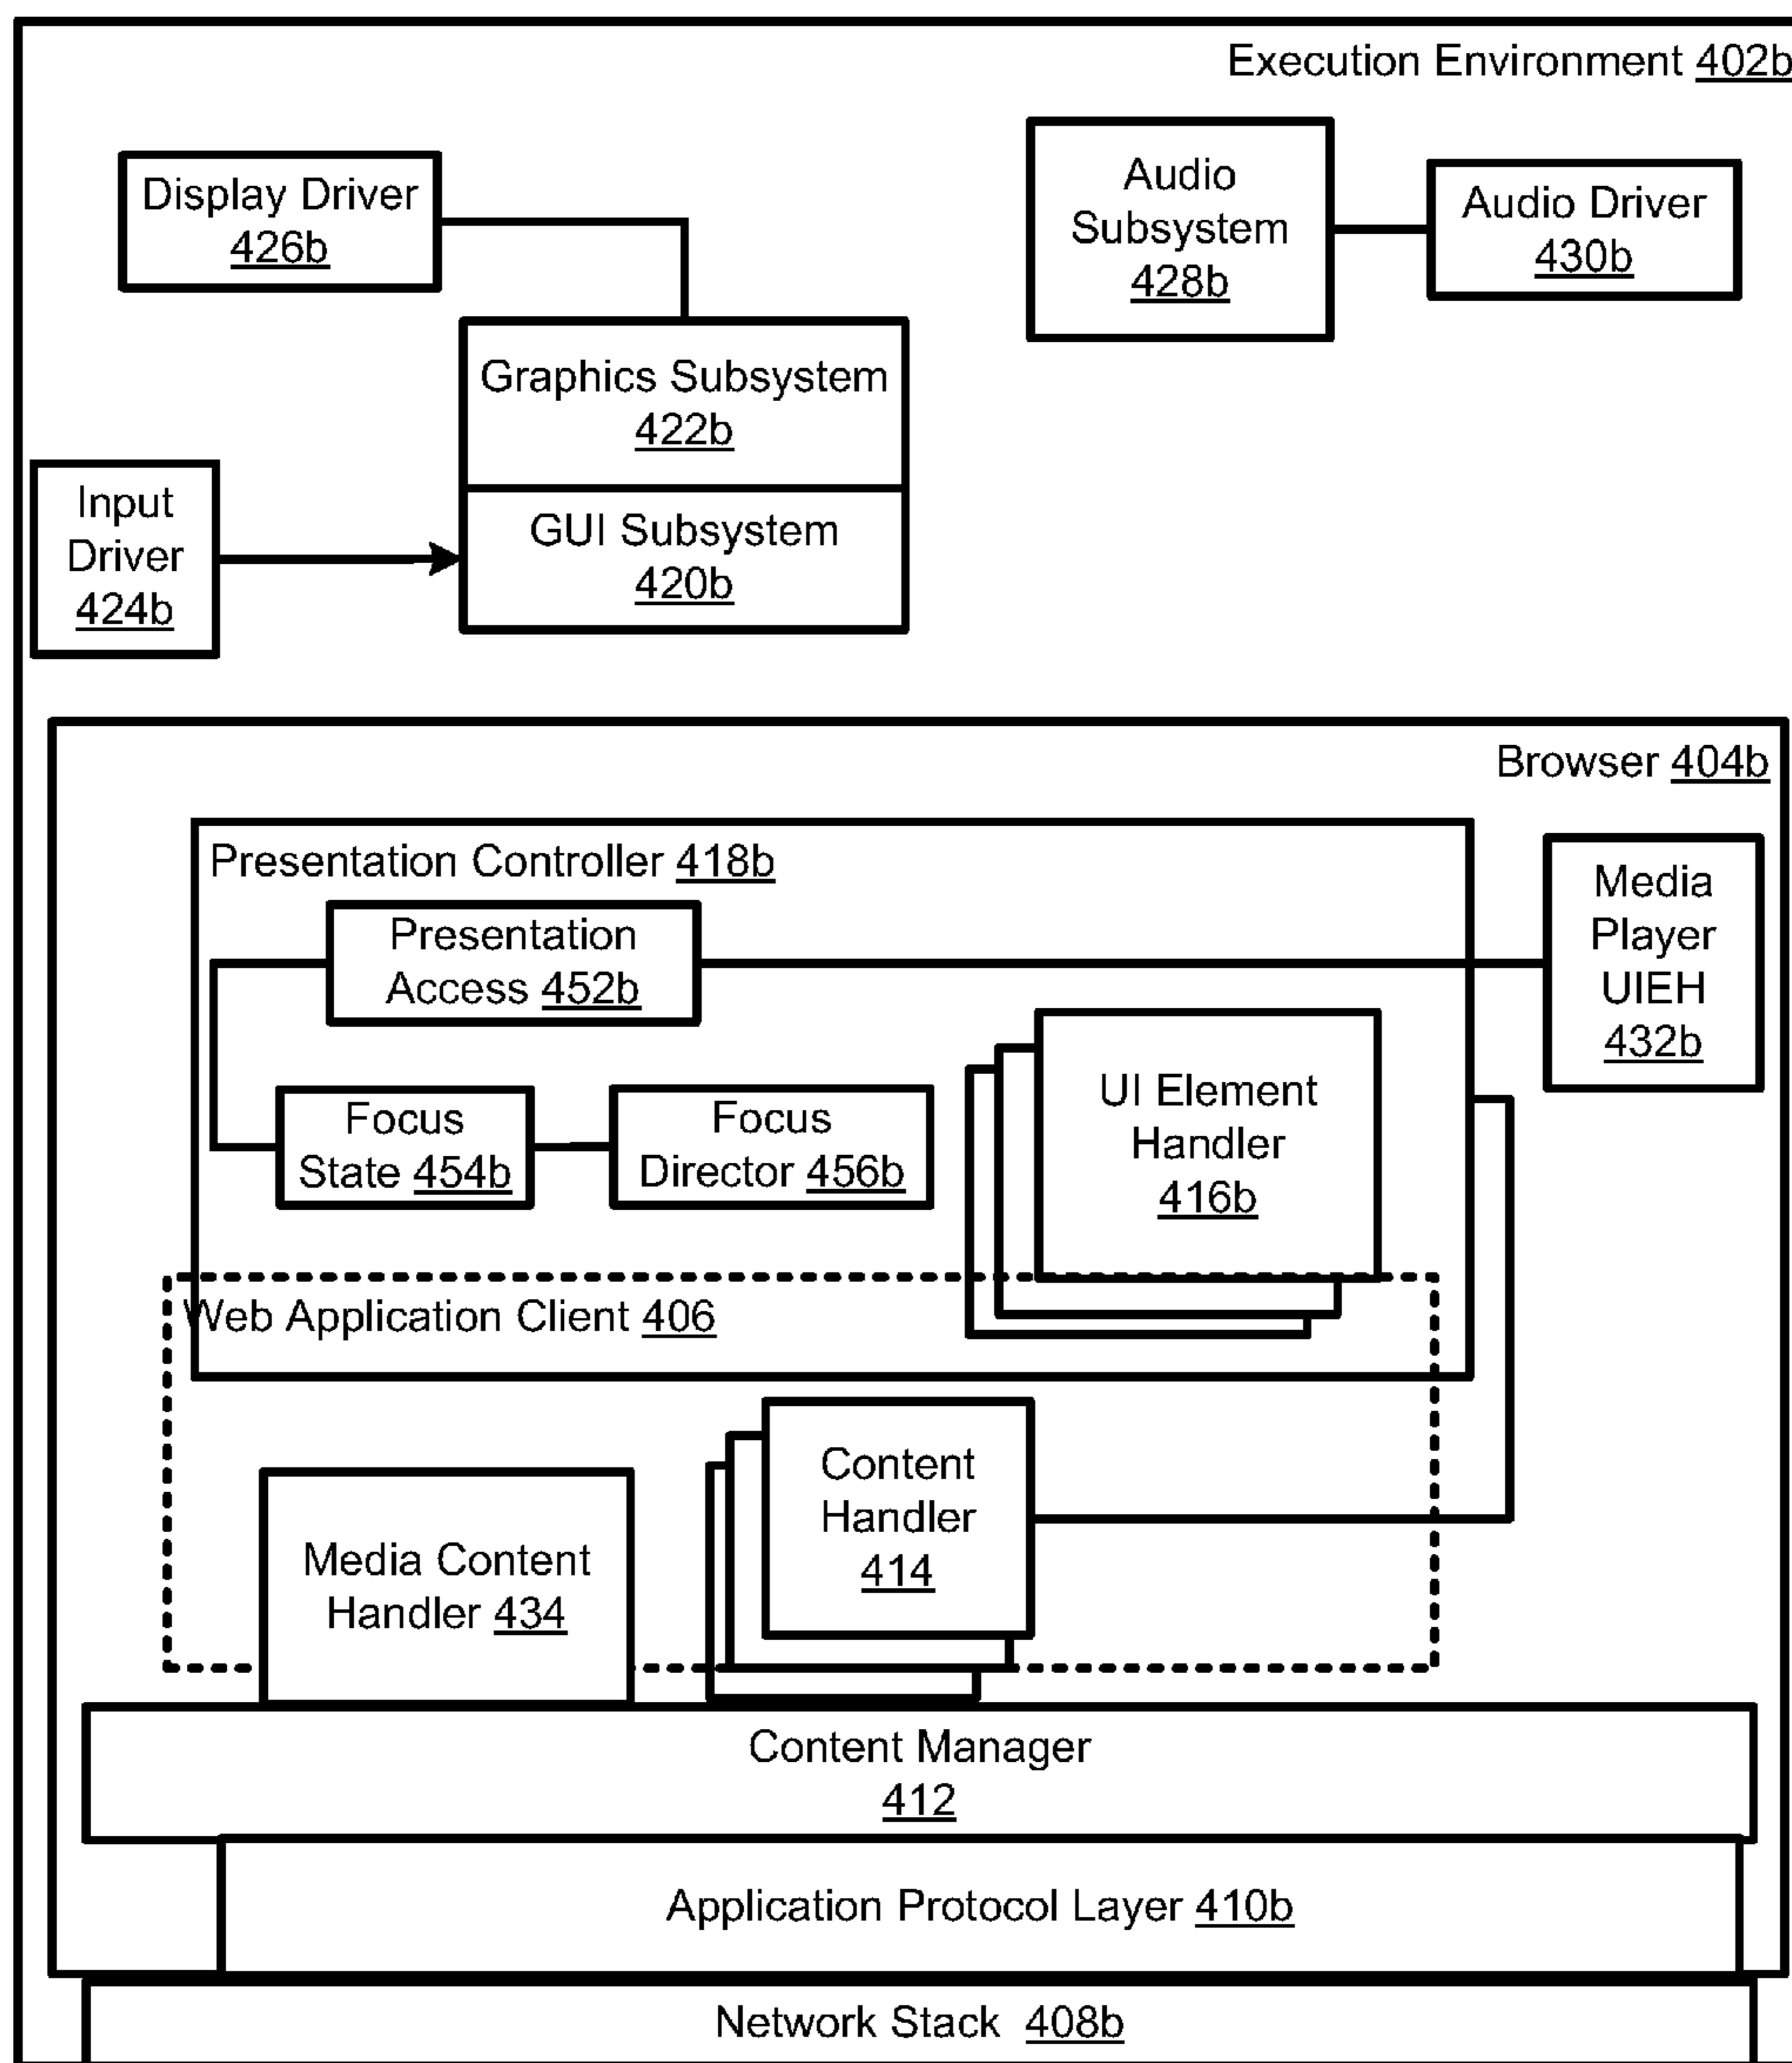 Execution Environment 402b
Display Driver
426b
Audio
Subsystem
428b
Audio Driver
430b
Graphics Subsystem
422b
Input
Driver
424b
GUI Subsystem
420b
Browser 404b
Presentation Controller 418b
Media
Player
UIEH
432b
Presentation
Access 452b
UI Element
Handler
416b
Focus
State 454b
Focus
Director 456b
Web Application Client 406
Content
Handler
414
Media Content
Handler 434
Content Manager
412
Application Protocol Layer 410b
Network Stack 408b